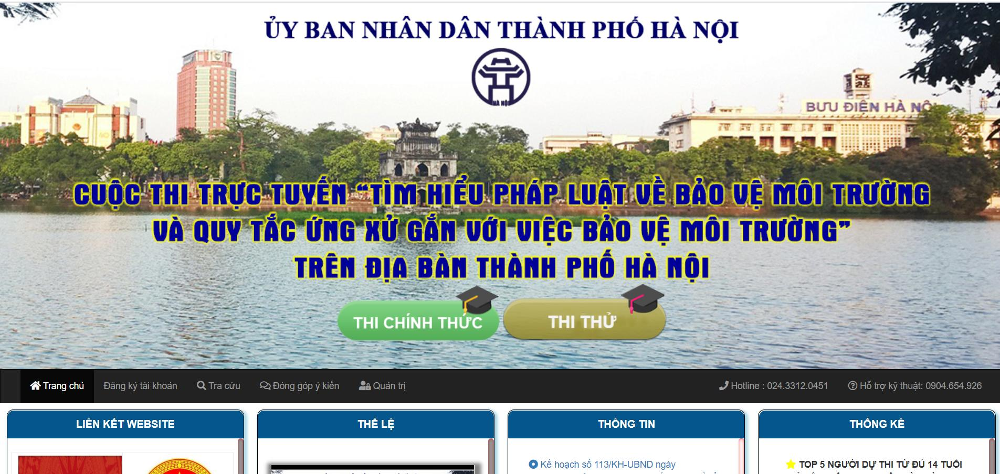 ỦY BAN NHÂN DÂN THÀNH PHỐ HÀ NỘI
HÀ NỘI
BƯU ĐIỆN HÀ NỘI
CUỘC THI TRỰC TUYẾN “TÌM HIỂU PHÁP LUẬT VỀ BẢO VỆ MÔI TRƯỜNG
VÀ QUY TẮC ỨNG XỬ GẮN VỚI VIỆC BẢO VỆ MÔI TRƯỜNG”
TRÊN ĐỊA BÀN THÀNH PHỐ HÀ NỘI
THI CHÍNH THỨC
THI THỬ
Trang chủ
Đăng ký tài khoản
Tra cứu
Đóng góp ý kiến
Quản trị
Hotline : 024.3312.0451
Hỗ trợ kỹ thuật: 0904.654.926
LIÊN KẾT WEBSITE
THỂ LỆ
THÔNG TIN
THỐNG KÊ
Kế hoạch số 113/KH-UBND ngày
TOP 5 NGƯỜI DỰ THI TỪ ĐỦ 14 TUỔI